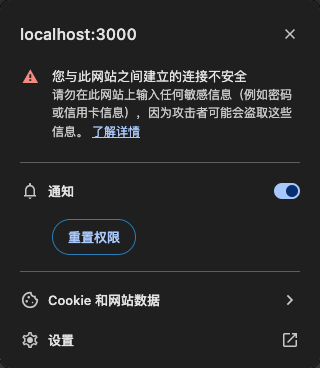 localhost:3000
您与此网站之间建立的连接不安全
请勿在此网站上输入任何敏感信息（例如密码
或信用卡信息），因为攻击者可能会盗取这些
信息。 了解详情
通知
重置权限
Cookie 和网站数据
设置